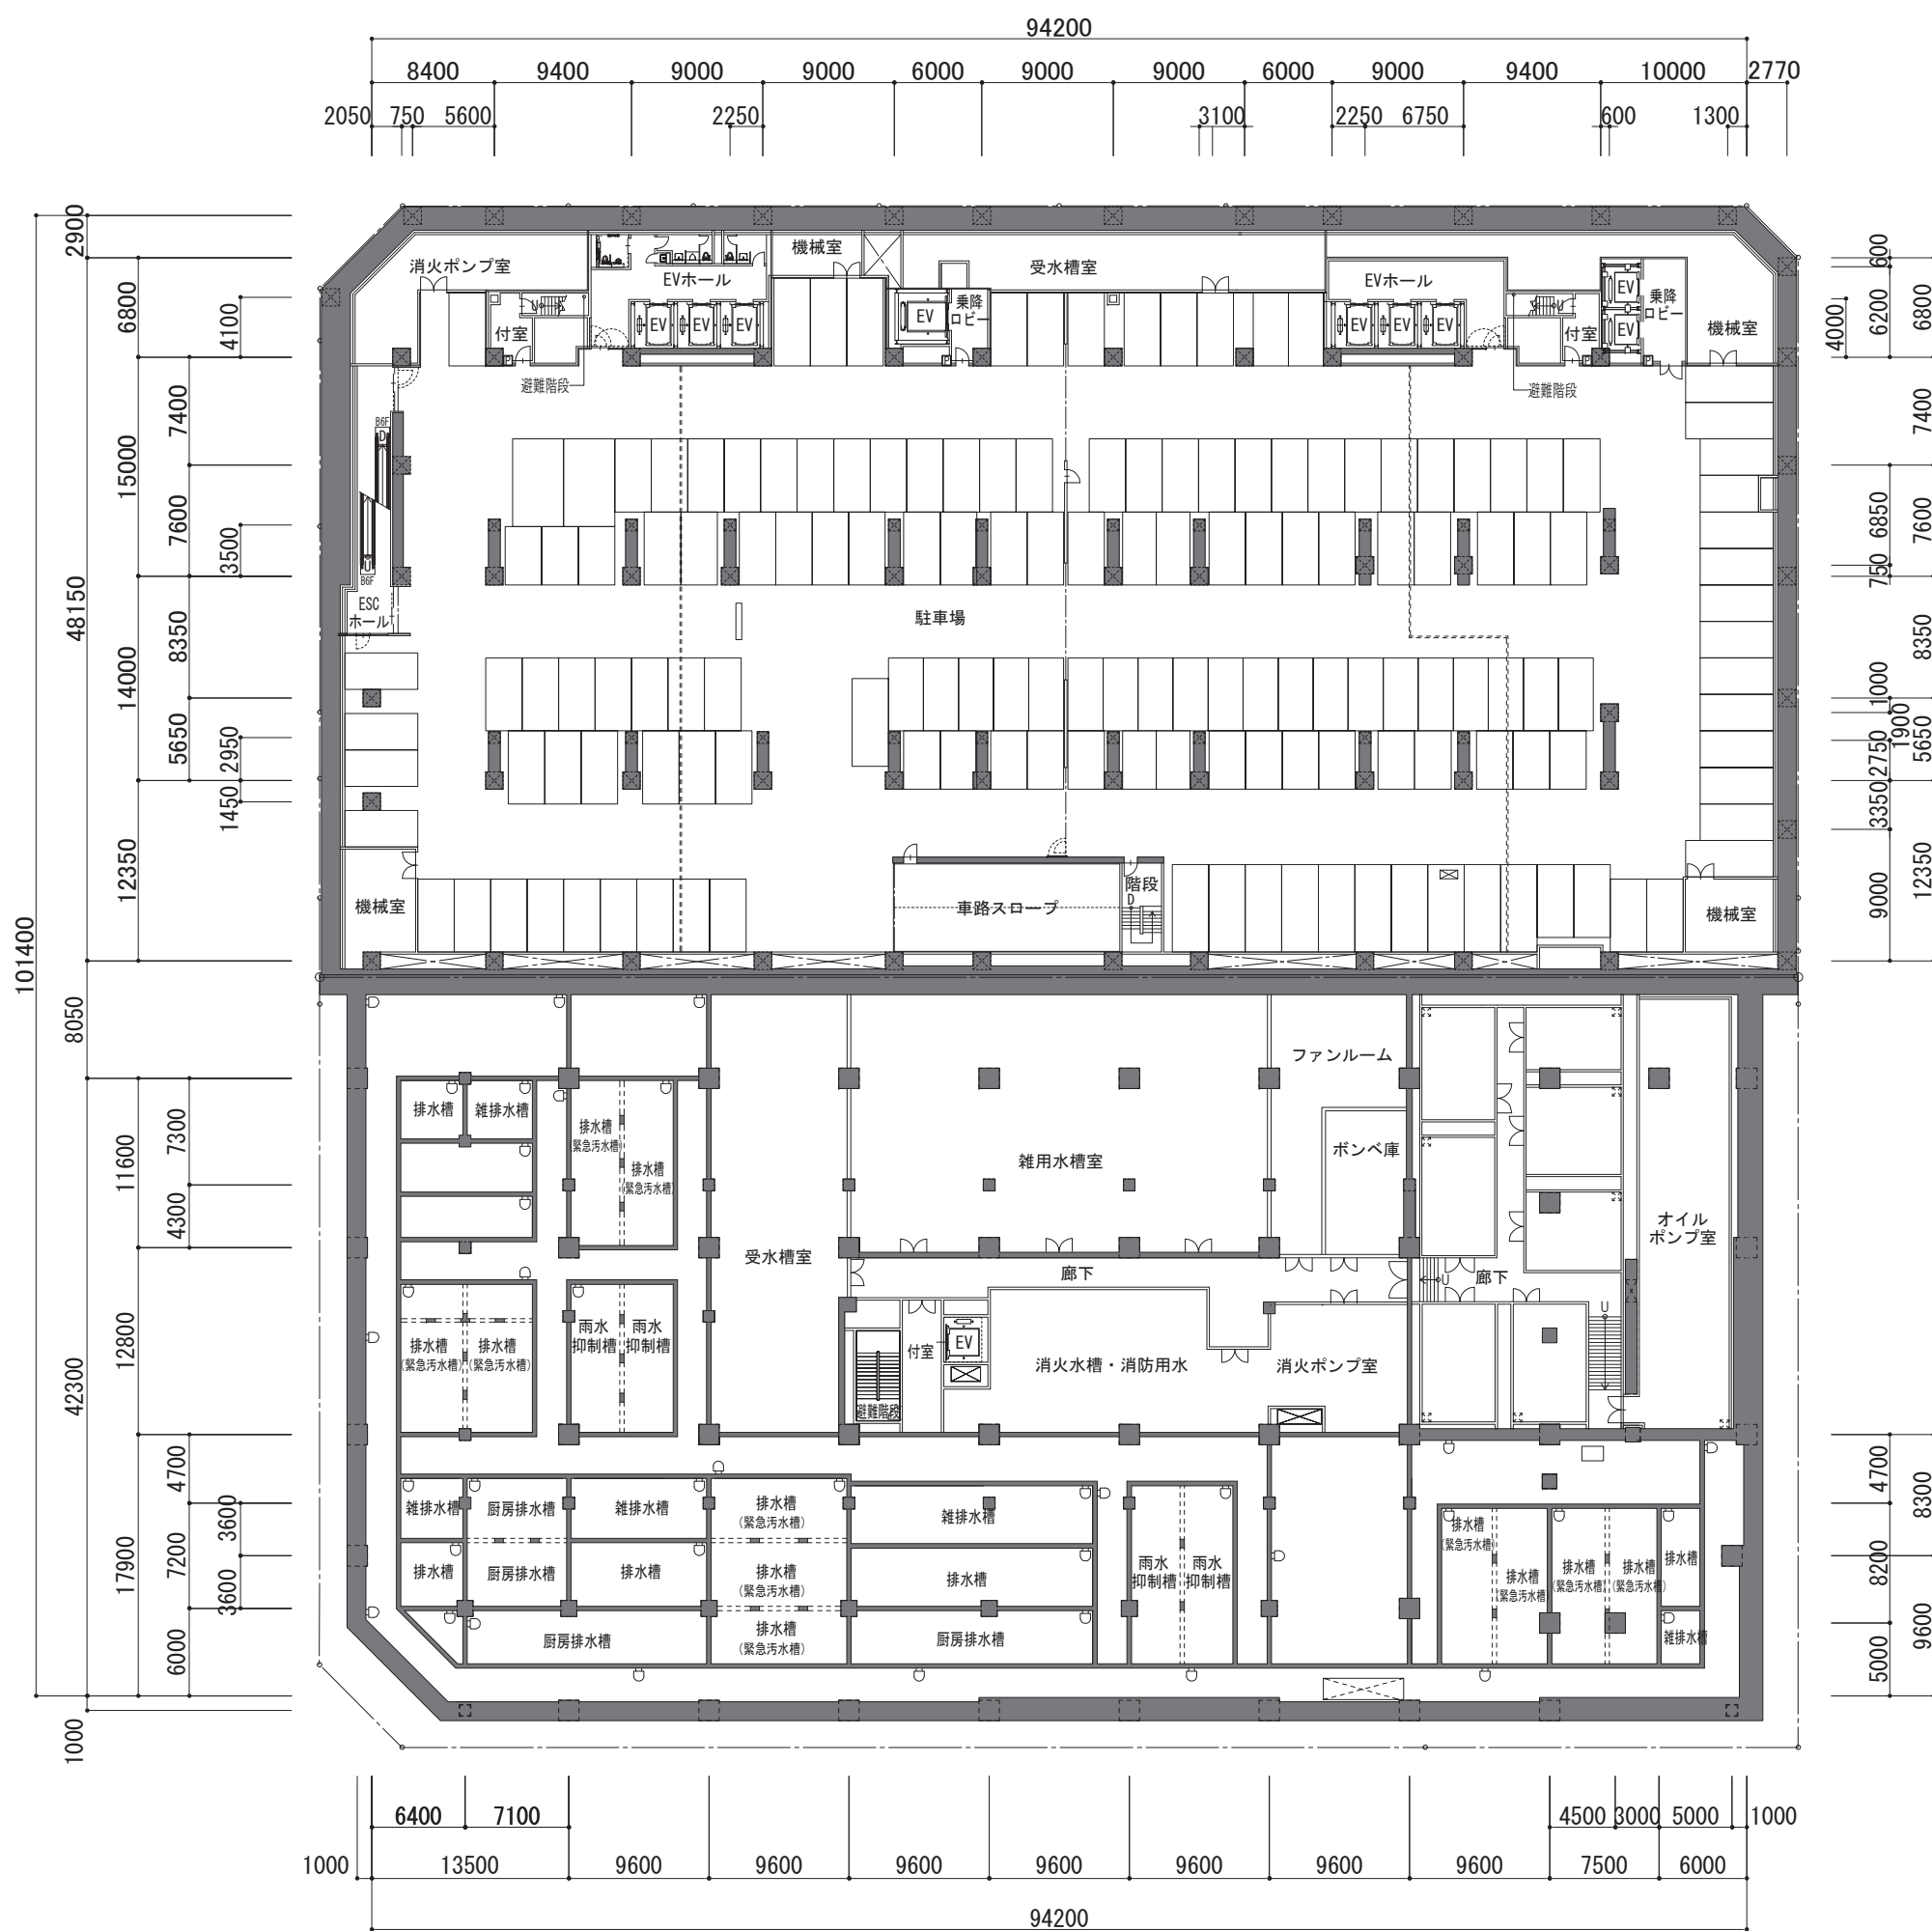 94200
8400 9400 9000 9000 6000 9000 9000 6000 9000 9400 10000 2770
2050 750 5600 2250 3100 2250 6750 600 1300
2900
6800
4100
7400
15000
7600
3500
48150
8350
14000
5650
2950
1450
12350
101400
8050
7300
11600
4300
12800
42300
4700
3600
7200
17900
3600
6000
1000
600
6200
6800
4000
7400
6850
7600
750
8350
1000
1900
5650
2750
3350
12350
9000
4700
8300
8200
9600
5000
消火ポンプ室
EVホール
機械室
受水槽室
EVホール
乗降
ロビー
機械室
U
付室
EV EV EV
EV
乗降
ロビー
EV EV EV
U
付室
EV
EV
P
P
P
P
避難階段
避難階段
B6F
D
U
B6F
ESC
ホール
駐車場
機械室
車路スロープ
階段
D
機械室
ファンルーム
排水槽
雑排水槽
排水槽
(緊急汚水槽)
排水槽
(緊急汚水槽)
雑用水槽室
ボンベ庫
オイル
ポンプ室
受水槽室
廊下
U
廊下
U
排水槽
(緊急汚水槽)
排水槽
(緊急汚水槽)
雨水
抑制槽
雨水
抑制槽
付室
EV
避難階段
消火水槽・消防用水
消火ポンプ室
雑排水槽
厨房排水槽
雑排水槽
排水槽
(緊急汚水槽)
雑排水槽
排水槽
厨房排水槽
排水槽
排水槽
(緊急汚水槽)
排水槽
雨水
抑制槽
雨水
抑制槽
排水槽
(緊急汚水槽)
排水槽
(緊急汚水槽)
排水槽
(緊急汚水槽)
排水槽
(緊急汚水槽)
排水槽
厨房排水槽
排水槽
(緊急汚水槽)
厨房排水槽
雑排水槽
6400 7100 4500 3000 5000 1000
1000 13500 9600 9600 9600 9600 9600 9600 9600 7500 6000
94200